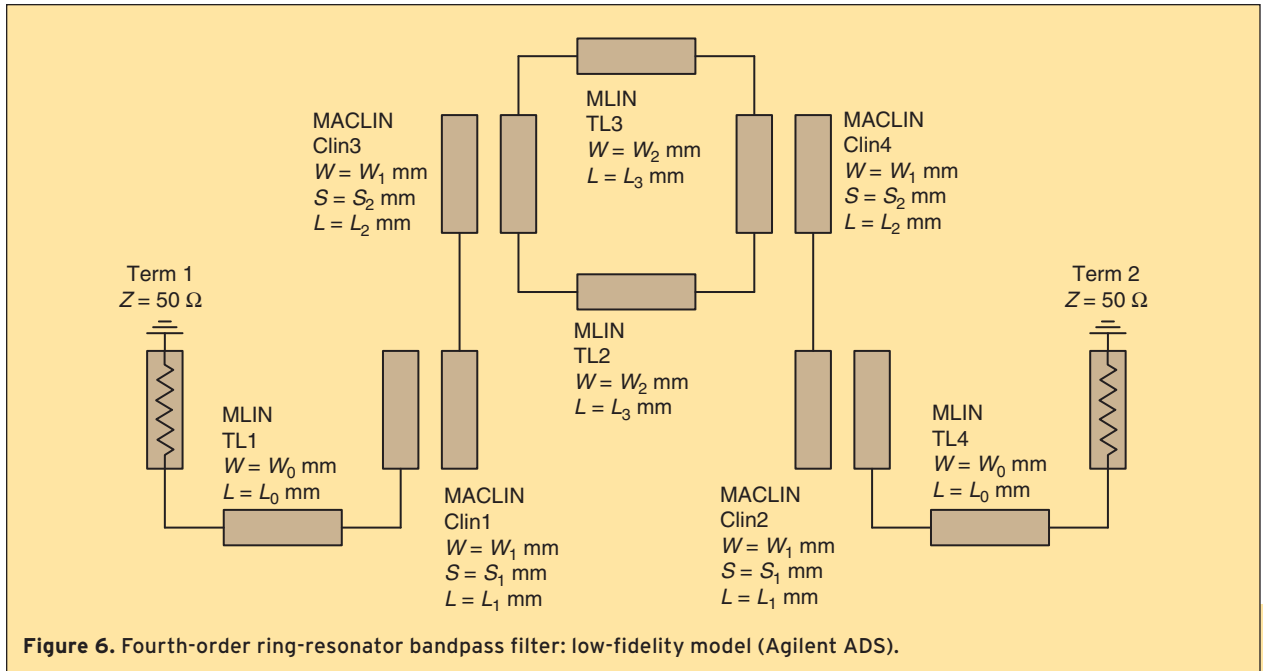 MLIN
TL3
W = W₂ mm
L = L₃ mm
MACLIN
Clin3
W = W₁ mm
S = S₂ mm
L = L₂ mm
MACLIN
Clin4
W = W₁ mm
S = S₂ mm
L = L₂ mm
Term 1
Z = 50 Ω
Term 2
Z = 50 Ω
MLIN
TL2
W = W₂ mm
L = L₃ mm
MLIN
TL1
W = W₀ mm
L = L₀ mm
MLIN
TL4
W = W₀ mm
L = L₀ mm
MACLIN
Clin1
W = W₁ mm
S = S₁ mm
L = L₁ mm
MACLIN
Clin2
W = W₁ mm
S = S₁ mm
L = L₁ mm
Figure 6. Fourth-order ring-resonator bandpass filter: low-fidelity model (Agilent ADS).